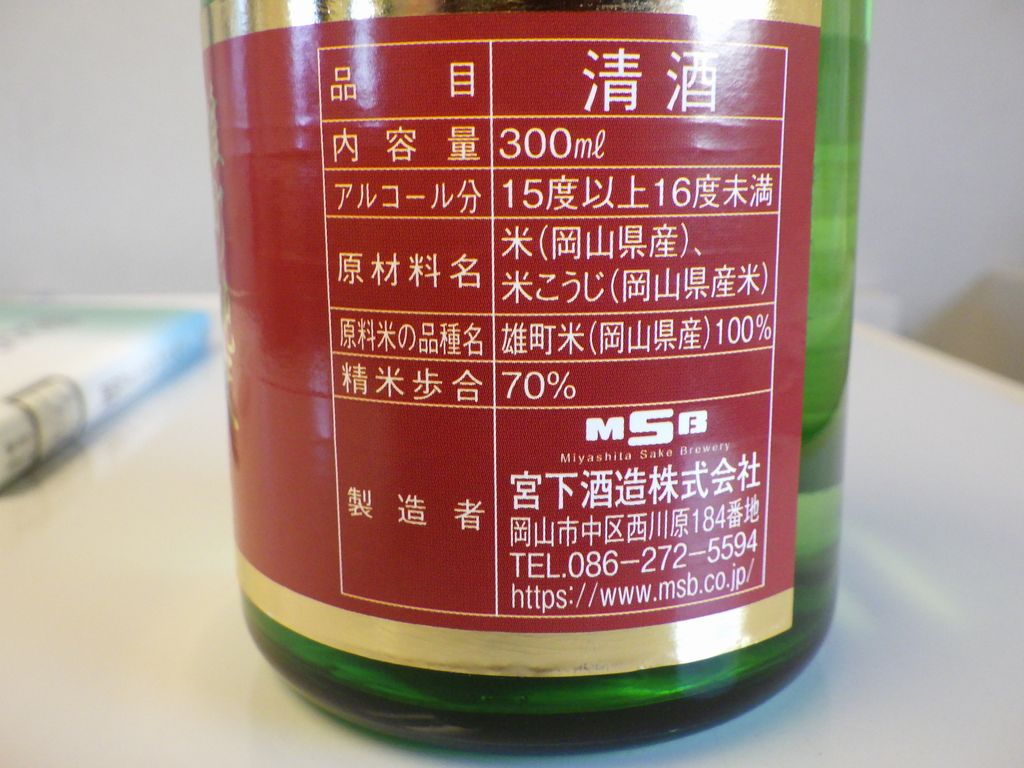 品目 清酒
内容量 300㎖
アルコール分 15度以上16度未満
原材料名 米(岡山県産)、
米こうじ(岡山県産米)
原料米の品種名 雄町米(岡山県産)100%
精米歩合 70%
製造者
MSB
Miyashita Sake Brewery
宮下酒造株式会社
岡山市中区西川原184番地
TEL.086-272-5594
https://www.msb.co.jp/